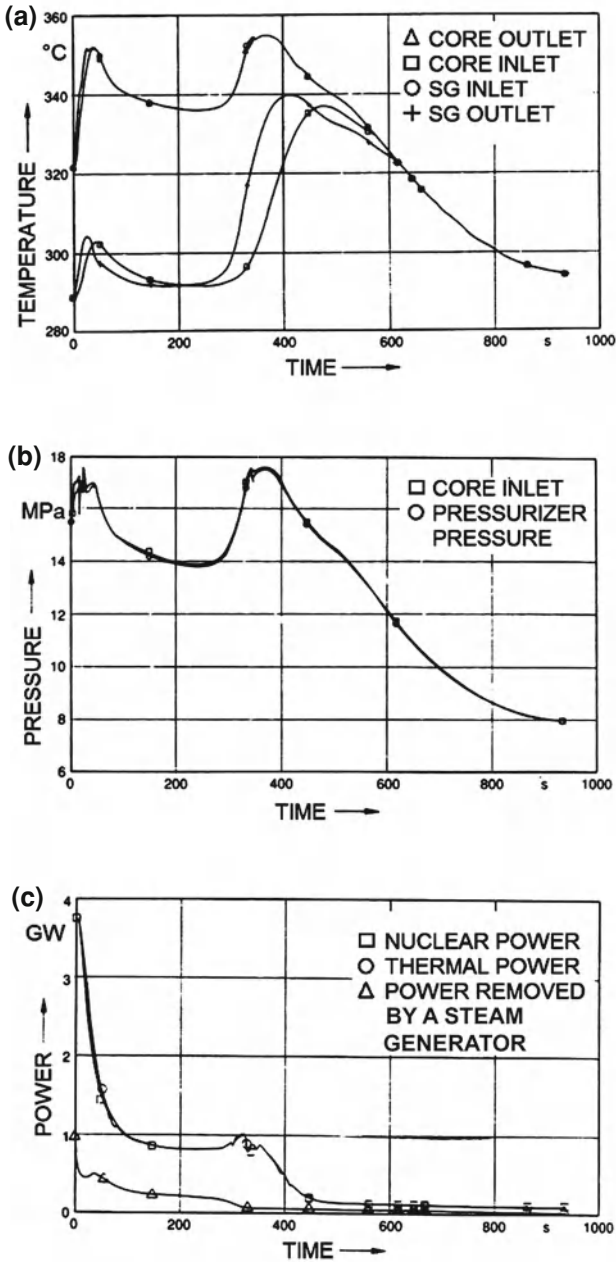 (a)
360
°C
340
320
300
280
TEMPERATURE
△ CORE OUTLET
□ CORE INLET
○ SG INLET
+ SG OUTLET
0
200
400
600
800
s
1000
TIME
(b)
18
MPa
14
12
10
8
6
PRESSURE
□ CORE INLET
○ PRESSURIZER
PRESSURE
0
200
400
600
800
s
1000
TIME
(c)
4
GW
3
2
1
0
POWER
□ NUCLEAR POWER
○ THERMAL POWER
△ POWER REMOVED
BY A STEAM
GENERATOR
0
200
400
600
800
s
1000
TIME